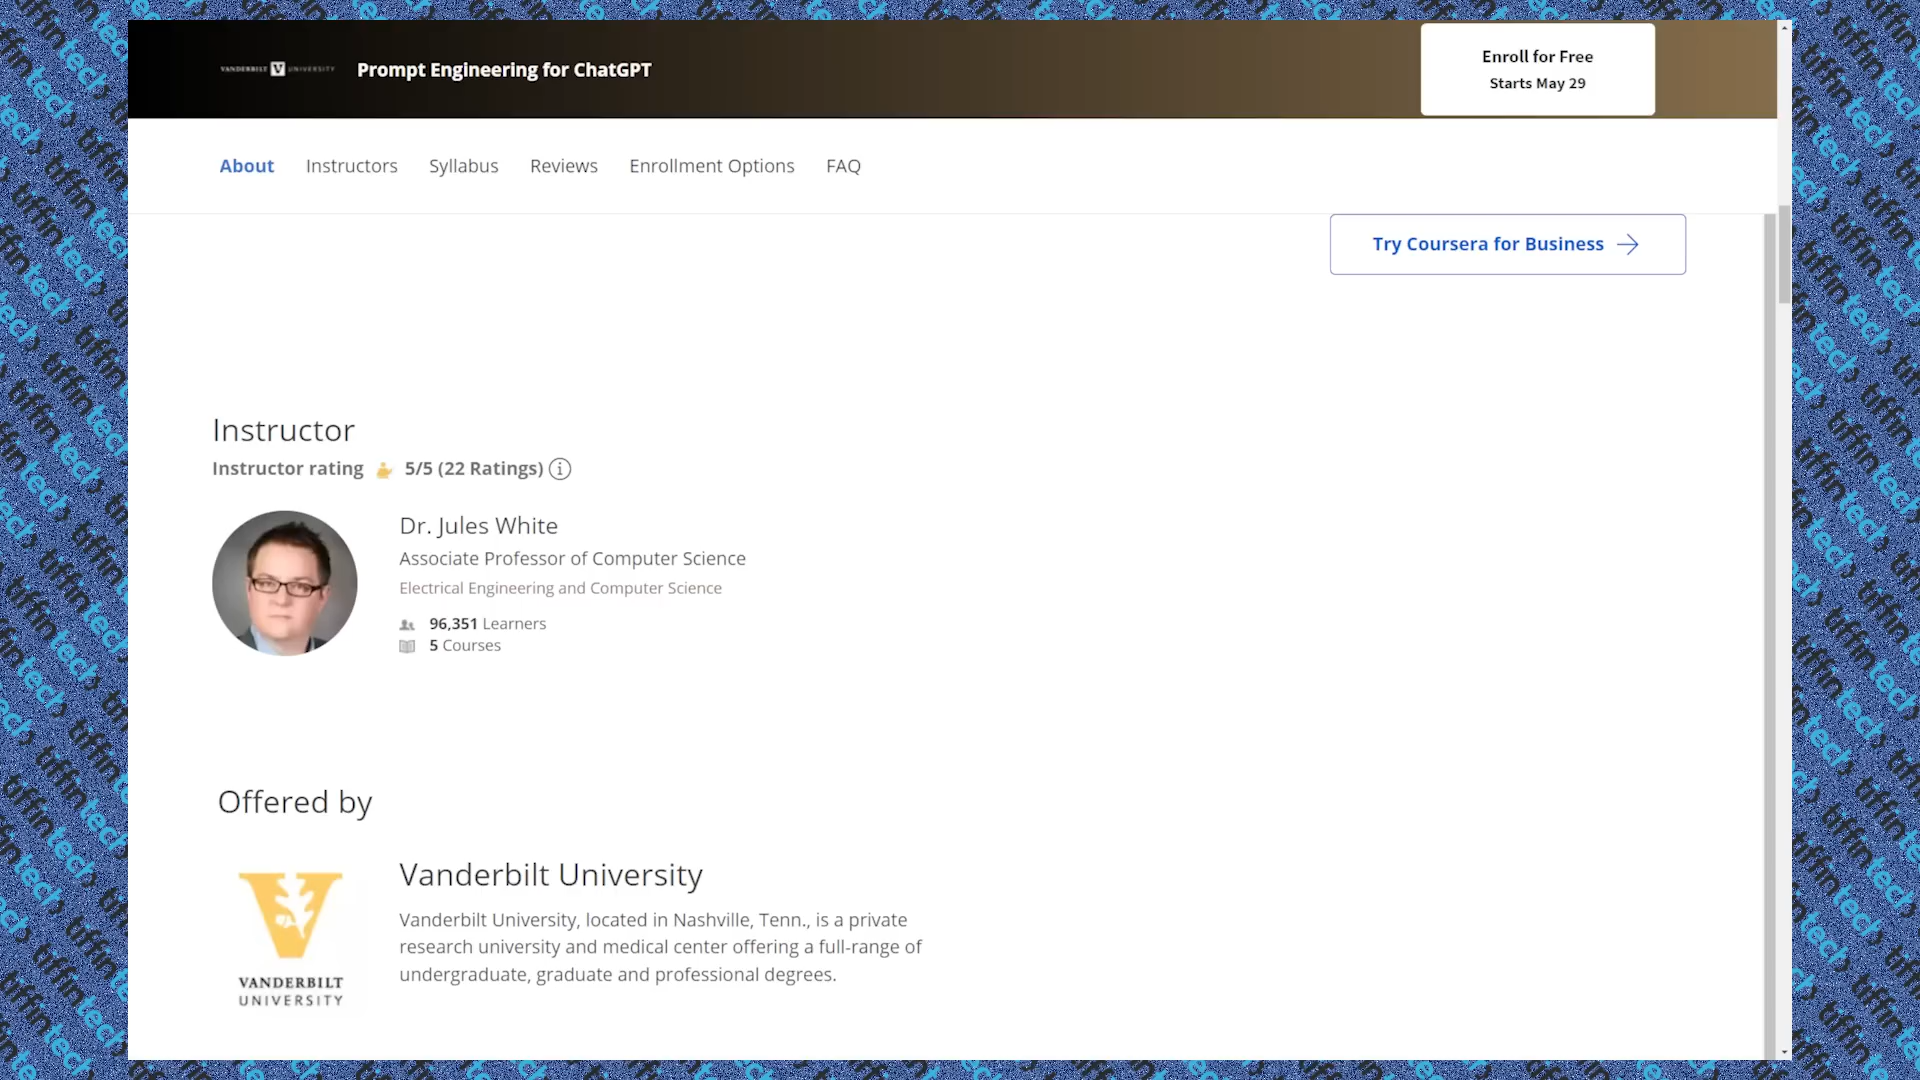 VANDERBILT V UNIVERSITY
Prompt Engineering for ChatGPT
Enroll for Free
Starts May 29
About
Instructors
Syllabus
Reviews
Enrollment Options
FAQ
Try Coursera for Business
Instructor
Instructor rating 5/5 (22 Ratings)
Dr. Jules White
Associate Professor of Computer Science
Electrical Engineering and Computer Science
96,351 Learners
5 Courses
Offered by
VANDERBILT
UNIVERSITY
Vanderbilt University
Vanderbilt University, located in Nashville, Tenn., is a private
research university and medical center offering a full-range of
undergraduate, graduate and professional degrees.
tiffintech